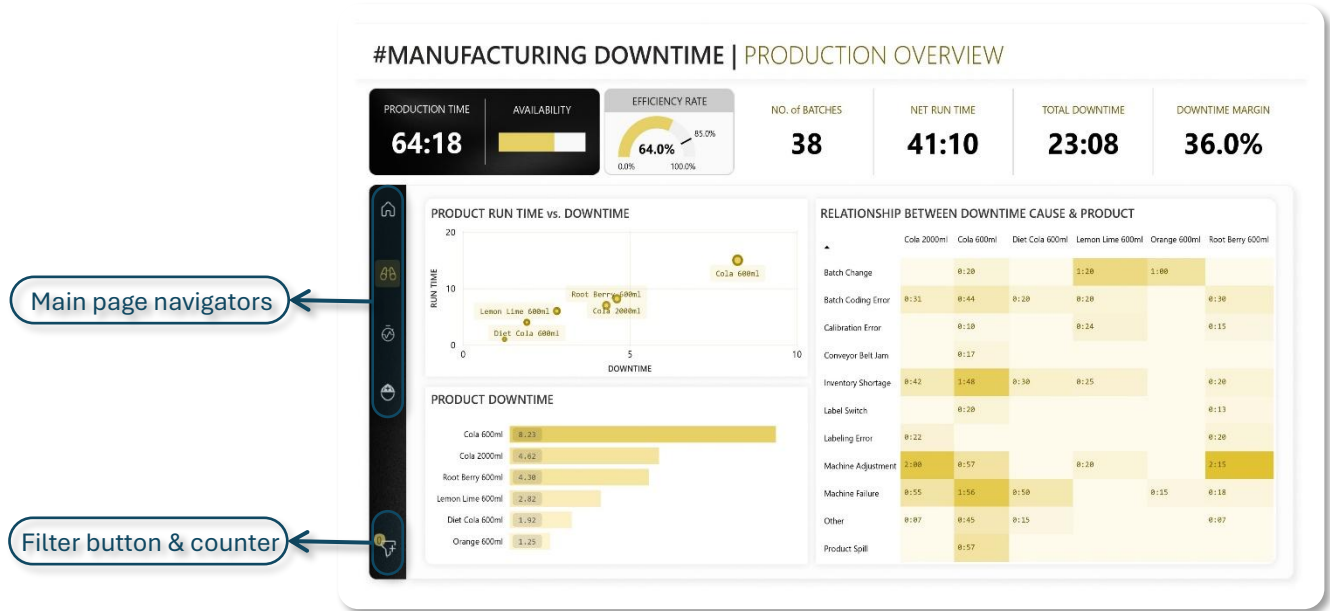 #MANUFACTURING DOWNTIME | PRODUCTION OVERVIEW
PRODUCTION TIME
64:18
AVAILABILITY
EFFICIENCY RATE
85.0%
64.0%
0.0% 100.0%
NO. of BATCHES
38
NET RUN TIME
41:10
TOTAL DOWNTIME
23:08
DOWNTIME MARGIN
36.0%
Main page navigators
Filter button & counter
0
PRODUCT RUN TIME vs. DOWNTIME
RUN TIME
20
10
0
Cola 600ml
Root Berry 600ml
Lemon Lime 600ml
Cola 2000ml
Diet Cola 600ml
0 5 10
DOWNTIME
PRODUCT DOWNTIME
Cola 600ml 8.23
Cola 2000ml 4.62
Root Berry 600ml 4.30
Lemon Lime 600ml 2.82
Diet Cola 600ml 1.92
Orange 600ml 1.25
RELATIONSHIP BETWEEN DOWNTIME CAUSE & PRODUCT
Cola 2000ml Cola 600ml Diet Cola 600ml Lemon Lime 600ml Orange 600ml Root Berry 600ml
Batch Change 0:20 1:20 1:00
Batch Coding Error 0:31 0:44 0:20 0:20 0:30
Calibration Error 0:10 0:24 0:15
Conveyor Belt Jam 0:17
Inventory Shortage 0:42 1:48 0:30 0:25 0:20
Label Switch 0:20 0:13
Labeling Error 0:22 0:20
Machine Adjustment 2:00 0:57 0:20 2:15
Machine Failure 0:55 1:56 0:50 0:15 0:18
Other 0:07 0:45 0:15 0:07
Product Spill 0:57